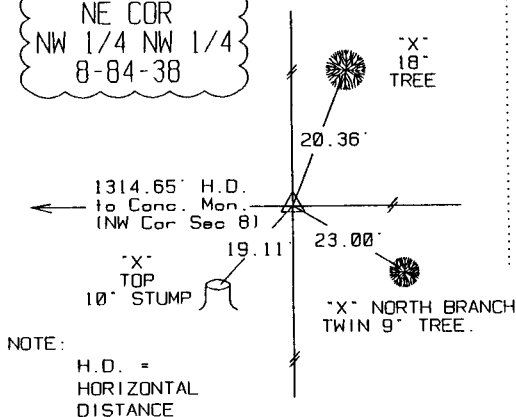 NE COR
NW 1/4 NW 1/4
8-84-38
"X"
18"
TREE
20.36'
1314.65' H.D.
to Conc. Mon.
(NW Cor Sec 8)
19.11'
23.00'
"X"
TOP
10" STUMP
"X" NORTH BRANCH
TWIN 9" TREE.
NOTE:
H.D. =
HORIZONTAL
DISTANCE